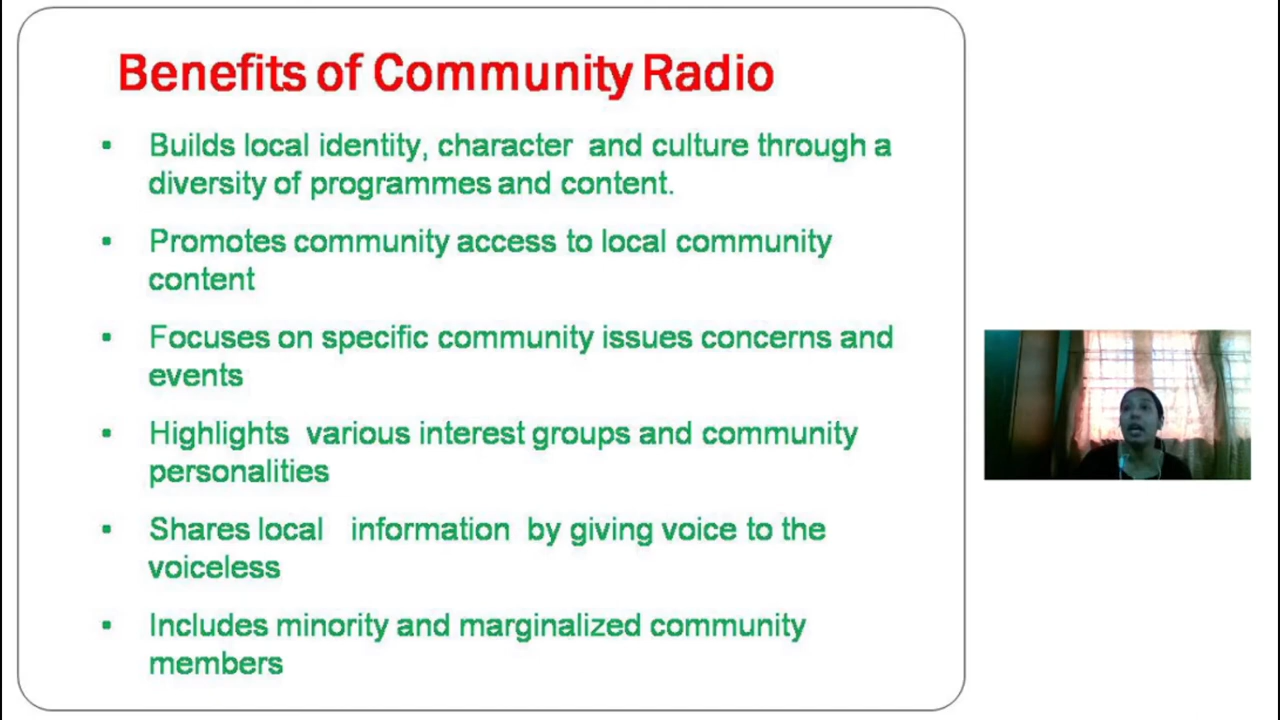 Benefits of Community Radio
▪ Builds local identity, character and culture through a
diversity of programmes and content.
▪ Promotes community access to local community
content
▪ Focuses on specific community issues concerns and
events
▪ Highlights various interest groups and community
personalities
▪ Shares local information by giving voice to the
voiceless
▪ Includes minority and marginalized community
members